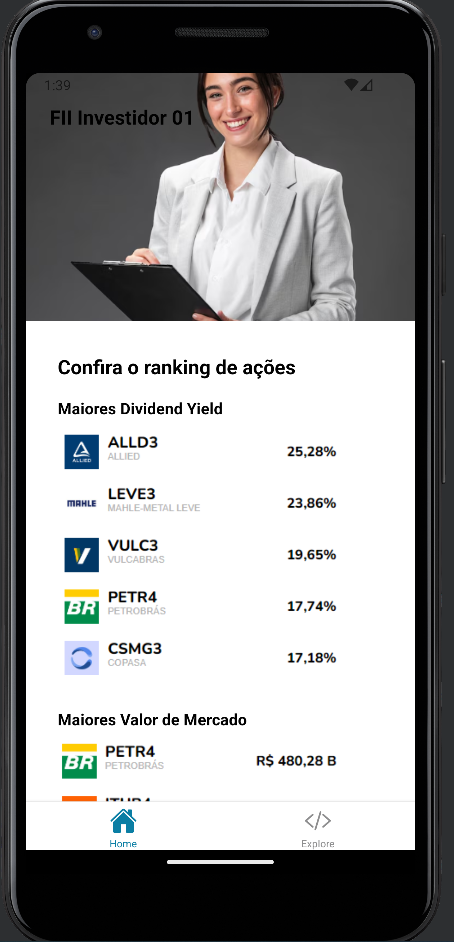 1:39
FII Investidor 01
Confira o ranking de ações
Maiores Dividend Yield
ALLIED
ALLD3
ALLIED
25,28%
MAHLE
LEVE3
MAHLE-METAL LEVE
23,86%
VULC3
VULCABRAS
19,65%
BR
PETR4
PETROBRÁS
17,74%
CSMG3
COPASA
17,18%
Maiores Valor de Mercado
BR
PETR4
PETROBRÁS
R$ 480,28 B
Home
Explore